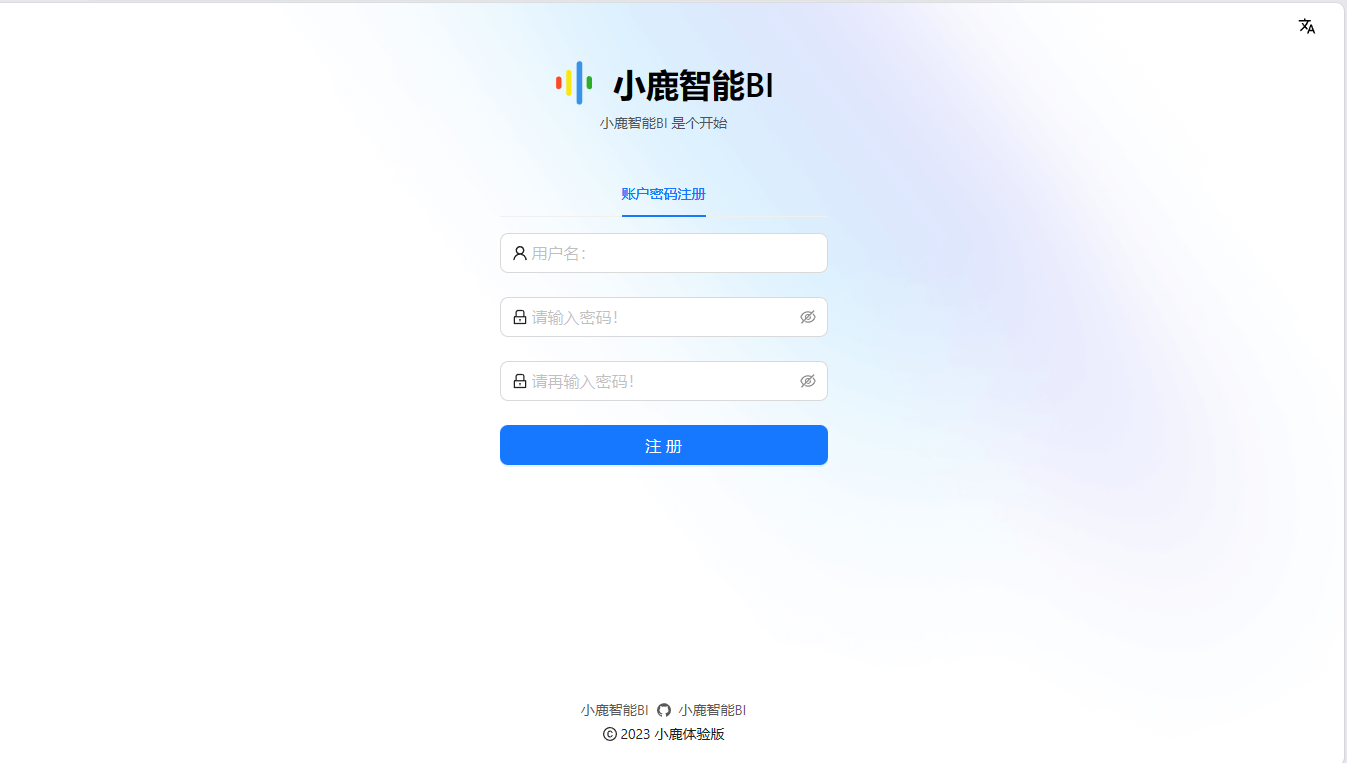 小鹿智能BI
小鹿智能BI 是个开始
账户密码注册
用户名:
请输入密码!
请再输入密码!
注 册
小鹿智能BI 小鹿智能BI
© 2023 小鹿体验版